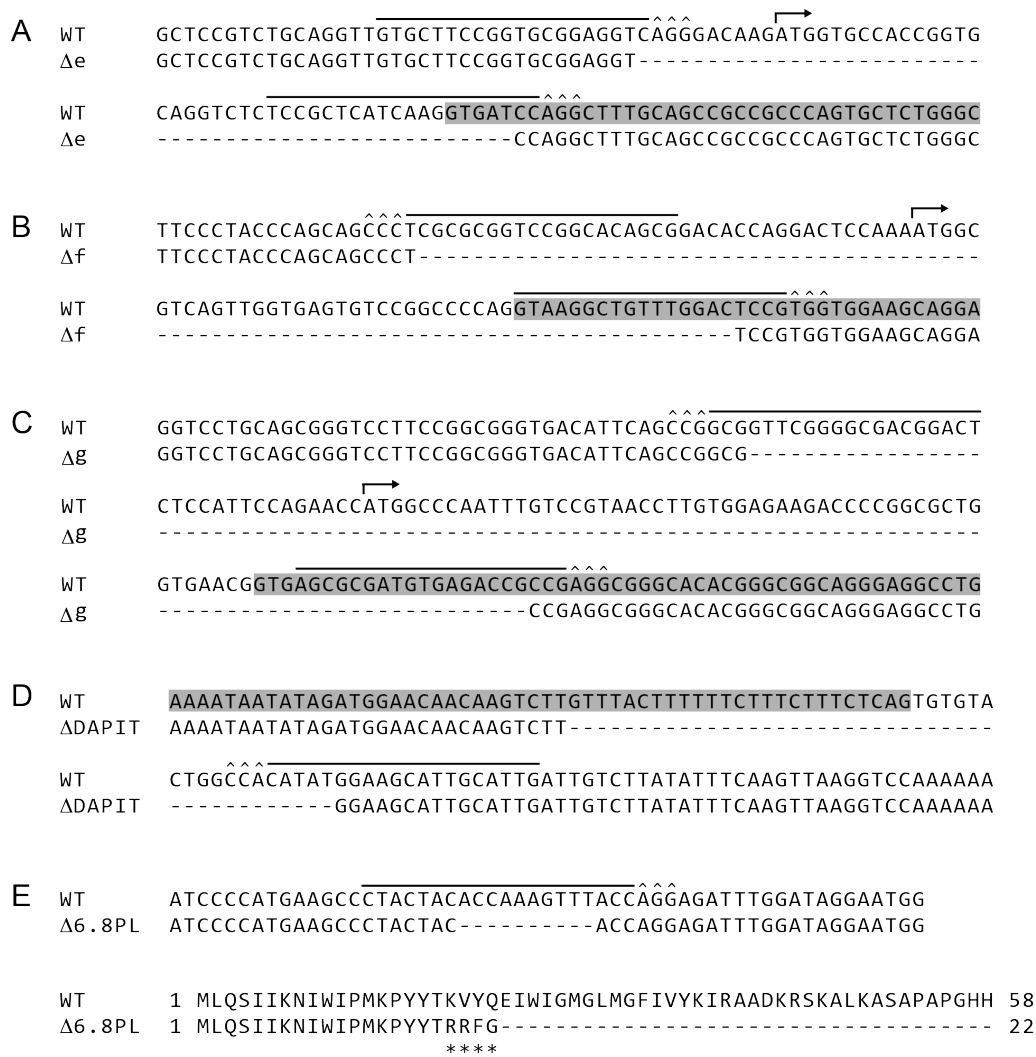 A
WT GCTCCGTCTGCAGGTTGTGCTTCCGGTGCGGAGGTCAGGGACAAGATGGTGCCACCGGTG
Δe GCTCCGTCTGCAGGTTGTGCTTCCGGTGCGGAGGT-------------------------
WT CAGGTCTCTCCGCTCATCAAGGTGATCCAGGCTTTGCAGCCGCCGCCCAGTGCTCTGGGC
Δe --------------------------CCAGGCTTTGCAGCCGCCGCCCAGTGCTCTGGGC
B
WT TTCCCTACCCAGCAGCCCTCGCGCGGTCCGGCACAGCGGACACCAGGACTCCAAAATGGC
Δf TTCCCTACCCAGCAGCCCT-----------------------------------------
WT GTCAGTTGGTGAGTGTCCGGCCCCAGGTAAGGCTGTTTGGACTCCGTGGTGGAAGCAGGA
Δf ------------------------------------------TCCGTGGTGGAAGCAGGA
C
WT GGTCCTGCAGCGGGTCCTTCCGGCGGGTGACATTCAGCCGGCGGTTCGGGGCGACGGACT
Δg GGTCCTGCAGCGGGTCCTTCCGGCGGGTGACATTCAGCCGGCG-----------------
WT CTCCATTCCAGAACCATGGCCCAATTTGTCCGTAACCTTGTGGAGAAGACCCCGGCGCTG
Δg ------------------------------------------------------------
WT GTGAACGGTGAGCGCGATGTGAGACCGCCGAGGCGGGCACACGGGCGGCAGGGAGGCCTG
Δg ---------------------------CCGAGGCGGGCACACGGGCGGCAGGGAGGCCTG
D
WT AAAATAATATAGATGGAACAACAAGTCTTGTTTACTTTTTTCTTTCTTTCTCAGTGTGTA
ΔDAPIT AAAATAATATAGATGGAACAACAAGTCTT-------------------------------
WT CTGGCCACATATGGAAGCATTGCATTGATTGTCTTATATTTCAAGTTAAGGTCCAAAAAA
ΔDAPIT ------------GGAAGCATTGCATTGATTGTCTTATATTTCAAGTTAAGGTCCAAAAAA
E
WT ATCCCCATGAAGCCCTACTACACCAAAGTTTACCAGGAGATTTGGATAGGAATGG
Δ6.8PL ATCCCCATGAAGCCCTACTAC----------ACCAGGAGATTTGGATAGGAATGG
WT 1 MLQSIIKNIWIPMKPYYTKVYQEIWIGMGLMGFIVYKIRAADKRSKALKASAPAPGHH 58
Δ6.8PL 1 MLQSIIKNIWIPMKPYYTRRFG------------------------------------ 22
****